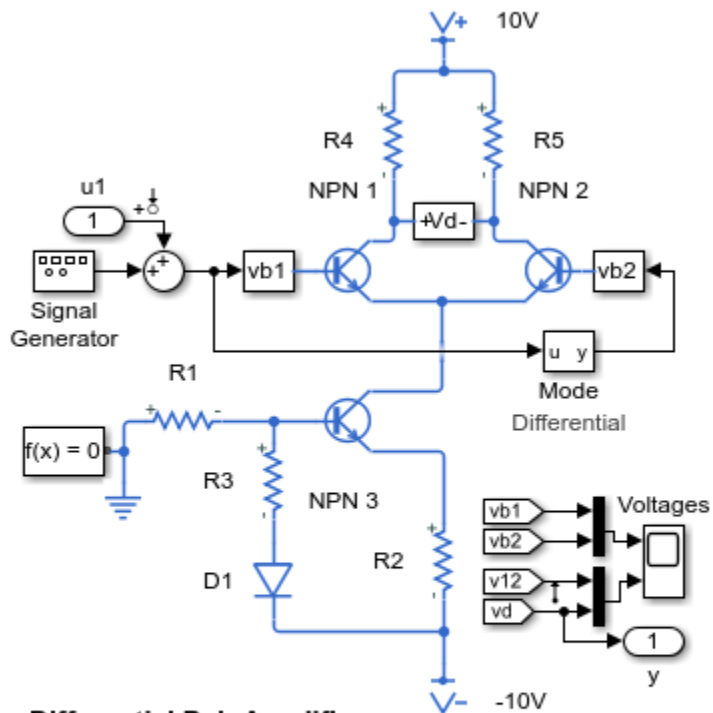 10V
R4
R5
NPN 1
NPN 2
u1
1
+Vd-
vb1
vb2
Signal
Generator
u y
Mode
Differential
R1
f(x) = 0
R3
NPN 3
D1
R2
Voltages
vb1
vb2
v12
vd
1
y
-10V